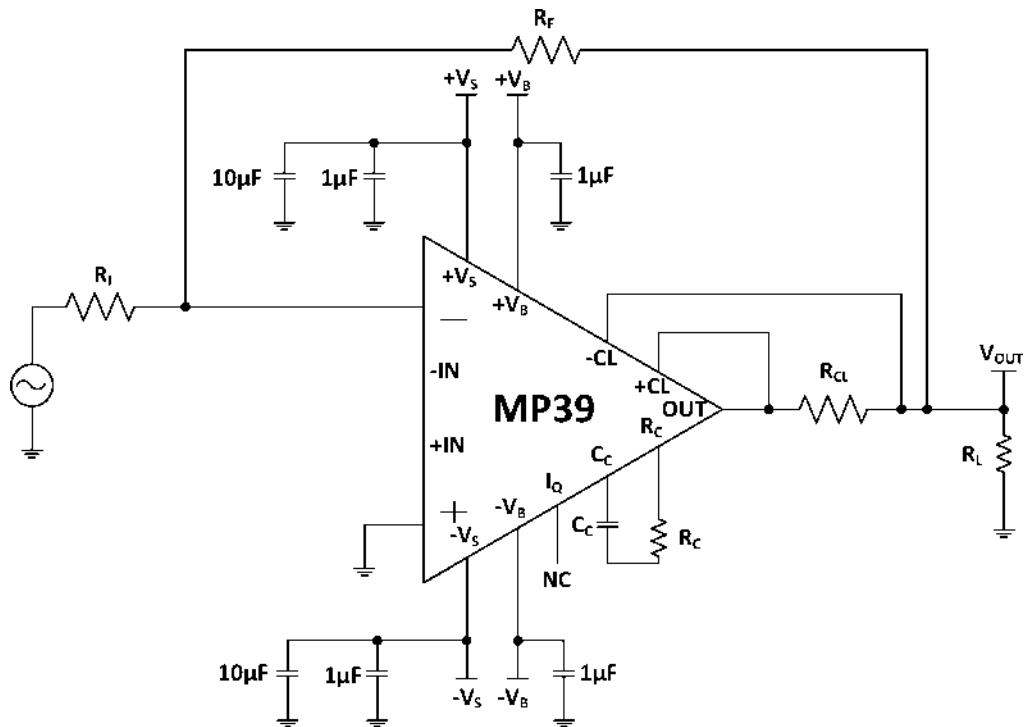 R_F
+V_S +V_B
10µF 1µF 1µF
R_I
+V_S
+V_B
−
-CL
-IN
+CL
V_OUT
R_CL
MP39 OUT
+IN
R_C
C_C
R_L
I_Q
+
-V_B
-V_S
C_C
R_C
NC
10µF 1µF 1µF
-V_S -V_B